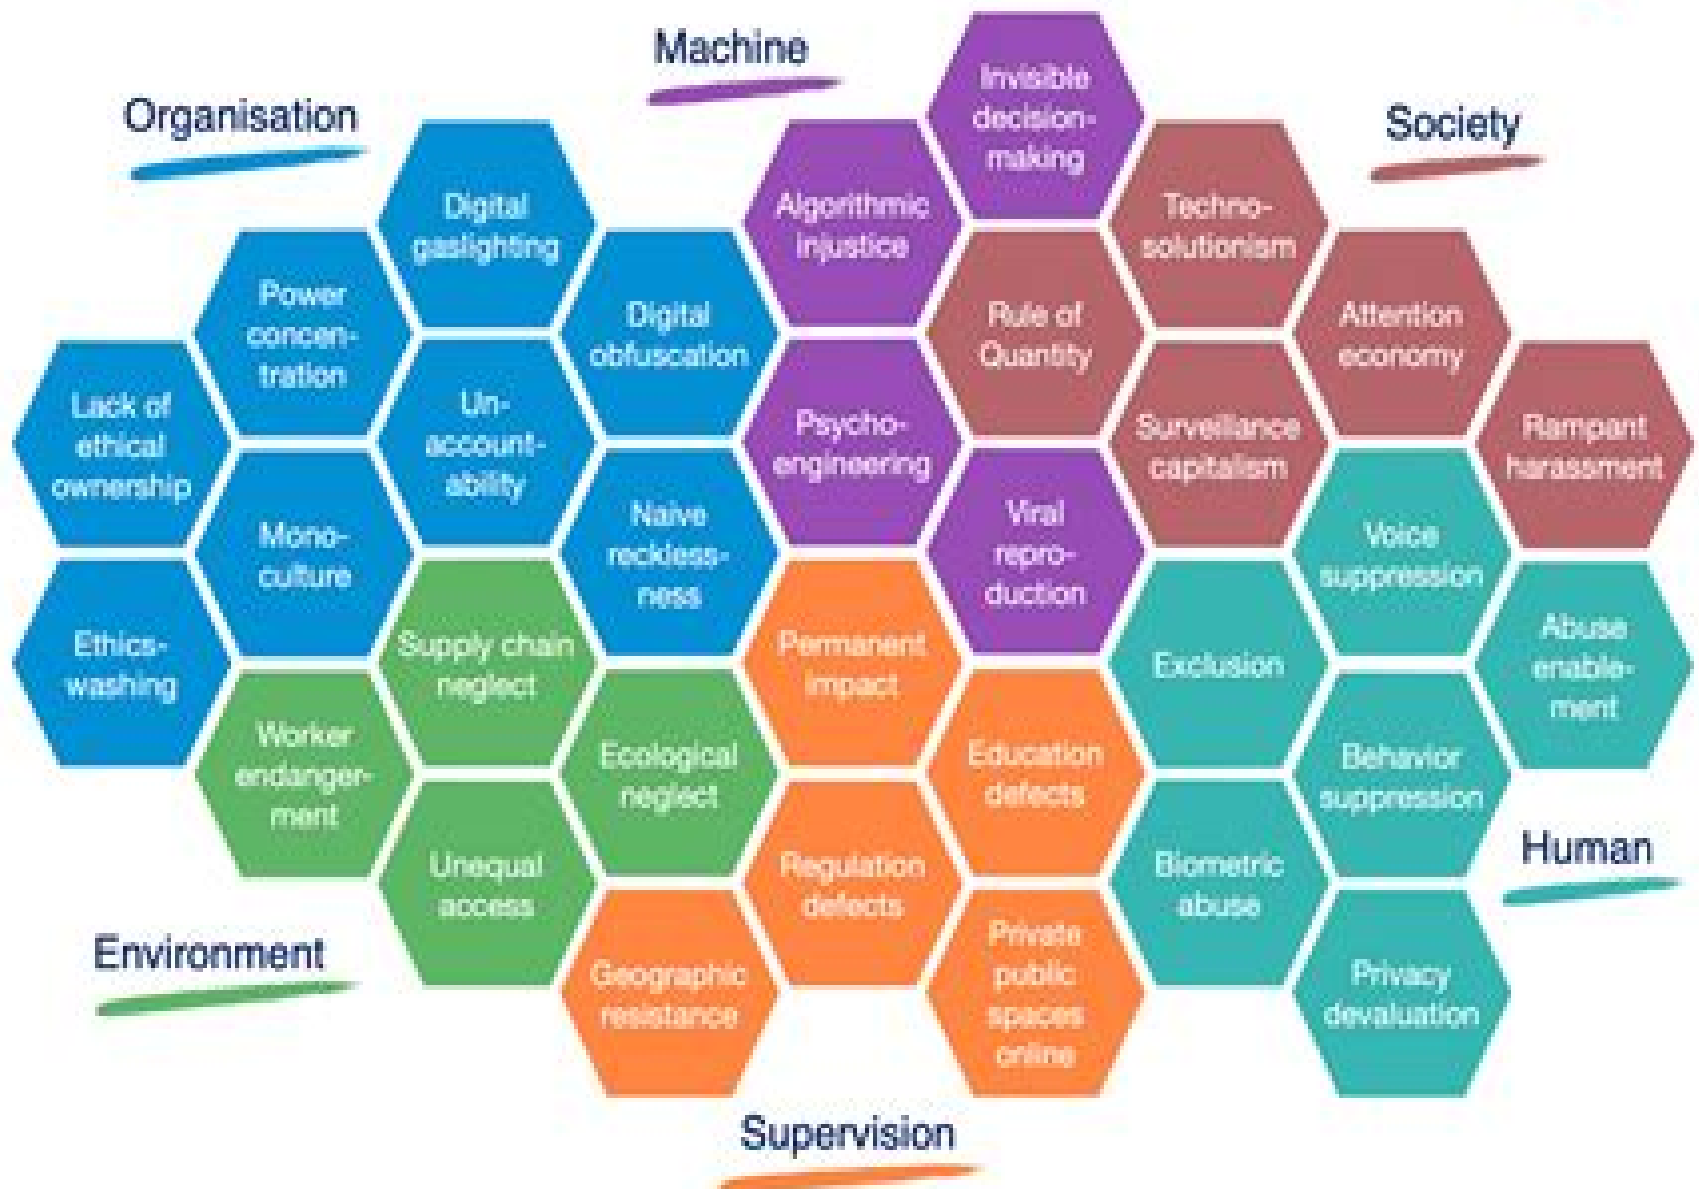 Machine
Organisation
Society
Invisible
decision-
making
Digital
gaslighting
Algorithmic
injustice
Techno-
solutionism
Power
concen-
tration
Digital
obfuscation
Rule of
Quantity
Attention
economy
Lack of
ethical
ownership
Un-
account-
ability
Psycho-
engineering
Surveillance
capitalism
Rampant
harassment
Mono-
culture
Naive
reckless-
ness
Viral
repro-
duction
Voice
suppression
Ethics-
washing
Supply chain
neglect
Permanent
impact
Exclusion
Abuse
enable-
ment
Worker
endanger-
ment
Ecological
neglect
Education
defects
Behavior
suppression
Unequal
access
Regulation
defects
Biometric
abuse
Human
Environment
Geographic
resistance
Private
public
spaces
online
Privacy
devaluation
Supervision